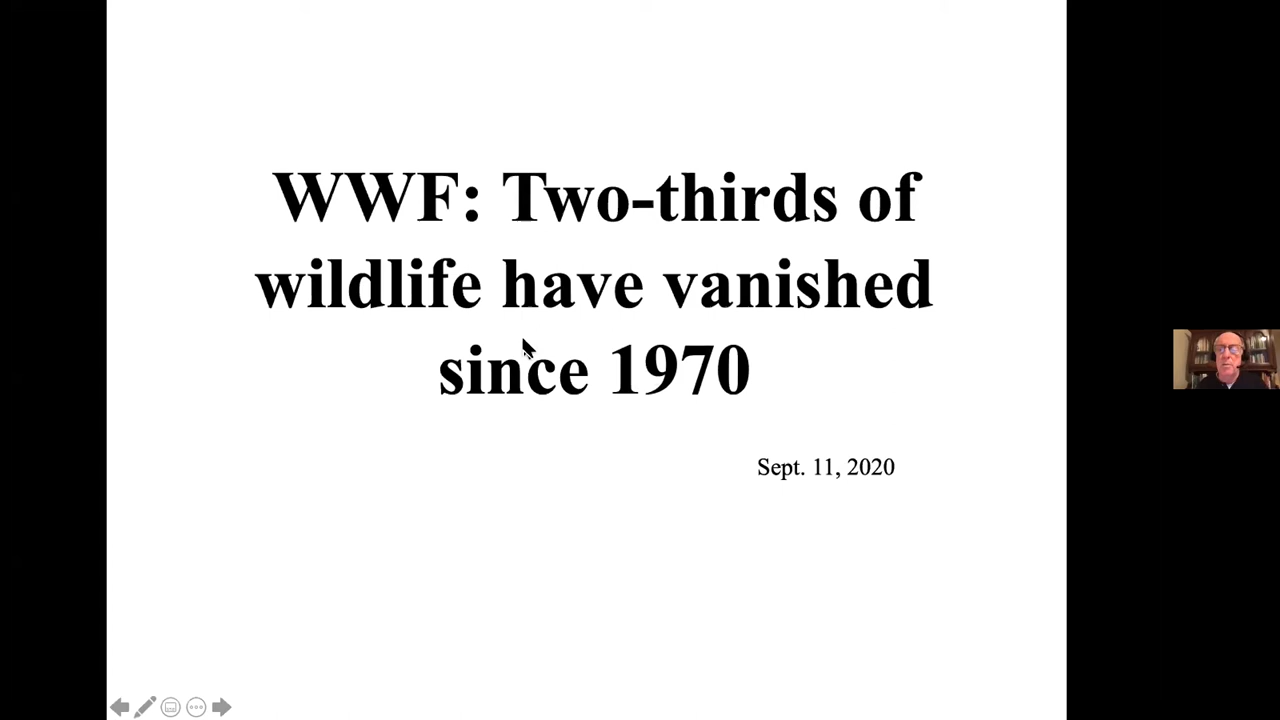 WWF: Two-thirds of
wildlife have vanished
since 1970
Sept. 11, 2020